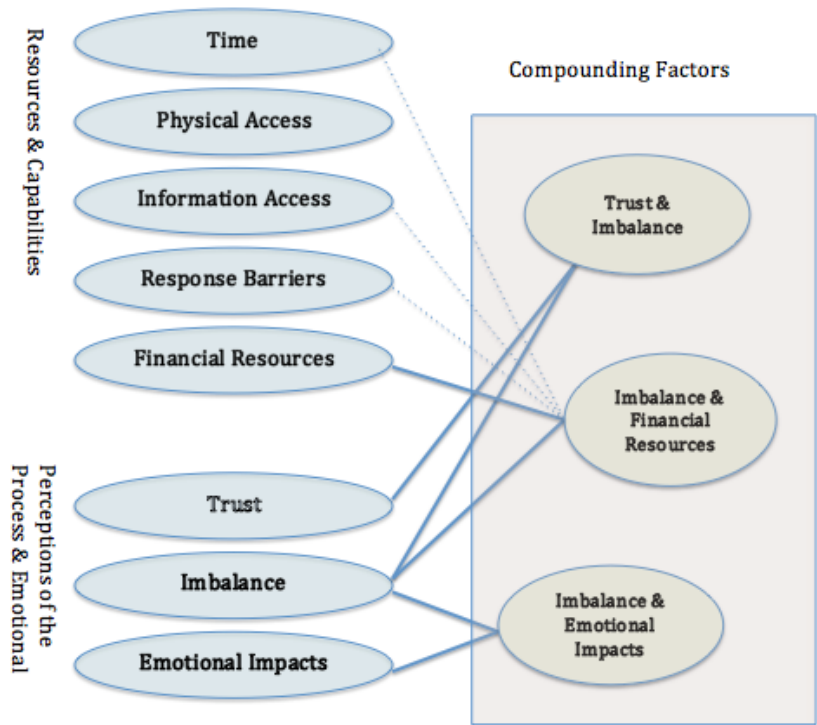 Resources & Capabilities
Time
Physical Access
Information Access
Response Barriers
Financial Resources
Perceptions of the
Process & Emotional
Trust
Imbalance
Emotional Impacts
Compounding Factors
Trust &
Imbalance
Imbalance &
Financial
Resources
Imbalance &
Emotional
Impacts